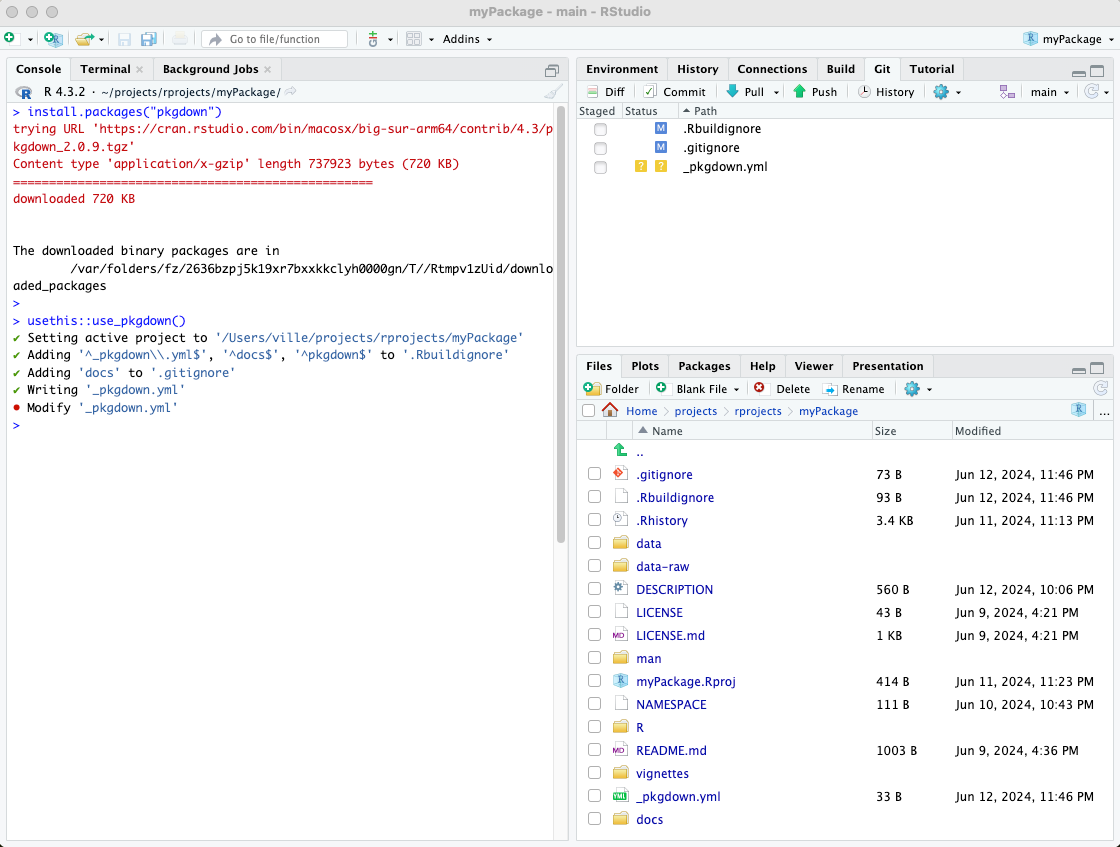 myPackage - main - RStudio
Go to file/function
Addins
myPackage
Console Terminal Background Jobs
R 4.3.2 · ~/projects/rprojects/myPackage/
> install.packages("pkgdown")
trying URL 'https://cran.rstudio.com/bin/macosx/big-sur-arm64/contrib/4.3/p
kgdown_2.0.9.tgz'
Content type 'application/x-gzip' length 737923 bytes (720 KB)
==================================================
downloaded 720 KB
The downloaded binary packages are in
/var/folders/fz/2636bzpj5k19xr7bxxkkclyh0000gn/T//Rtmpv1zUid/downlo
aded_packages
>
> usethis::use_pkgdown()
✔ Setting active project to '/Users/ville/projects/rprojects/myPackage'
✔ Adding '^_pkgdown\\.yml$', '^docs$', '^pkgdown$' to '.Rbuildignore'
✔ Adding 'docs' to '.gitignore'
✔ Writing '_pkgdown.yml'
• Modify '_pkgdown.yml'
>
Environment History Connections Build Git Tutorial
Diff Commit Pull Push History main
Staged Status Path
M .Rbuildignore
M .gitignore
? ? _pkgdown.yml
Files Plots Packages Help Viewer Presentation
Folder Blank File Delete Rename
Home projects rprojects myPackage ...
Name Size Modified
..
.gitignore 73 B Jun 12, 2024, 11:46 PM
.Rbuildignore 93 B Jun 12, 2024, 11:46 PM
.Rhistory 3.4 KB Jun 11, 2024, 11:13 PM
data
data-raw
DESCRIPTION 560 B Jun 12, 2024, 10:06 PM
LICENSE 43 B Jun 9, 2024, 4:21 PM
MD LICENSE.md 1 KB Jun 9, 2024, 4:21 PM
man
myPackage.Rproj 414 B Jun 11, 2024, 11:23 PM
NAMESPACE 111 B Jun 10, 2024, 10:43 PM
R
MD README.md 1003 B Jun 9, 2024, 4:36 PM
vignettes
YML _pkgdown.yml 33 B Jun 12, 2024, 11:46 PM
docs